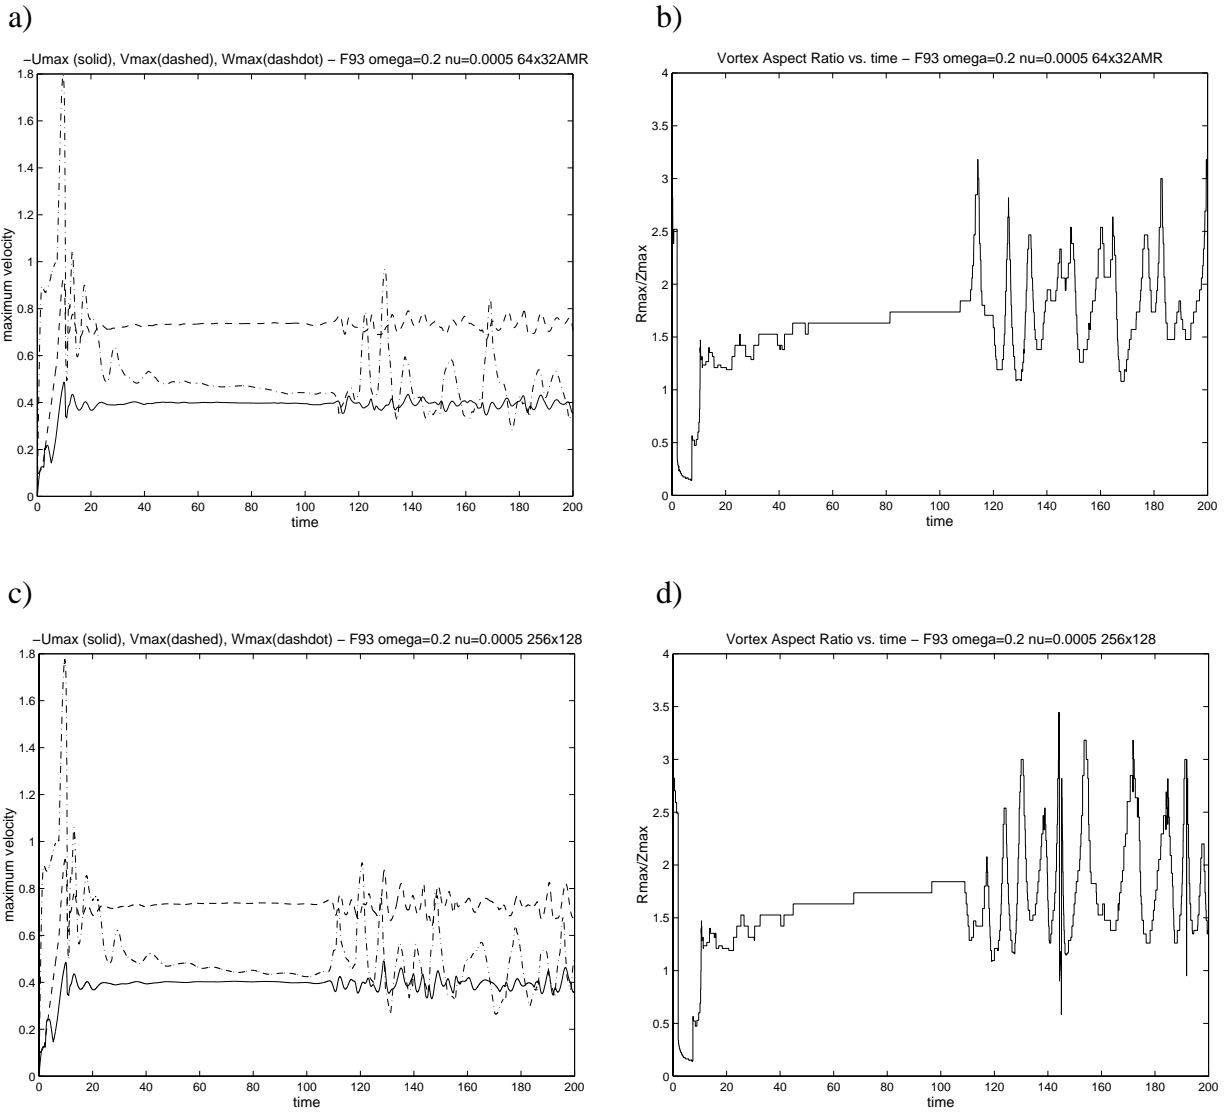 a)
−Umax (solid), Vmax(dashed), Wmax(dashdot) − F93 omega=0.2 nu=0.0005 64x32AMR
1.8
1.6
1.4
1.2
1
0.8
0.6
0.4
0.2
0
maximum velocity
0 20 40 60 80 100 120 140 160 180 200
time
b)
Vortex Aspect Ratio vs. time − F93 omega=0.2 nu=0.0005 64x32AMR
4
3.5
3
2.5
2
1.5
1
0.5
0
Rmax/Zmax
0 20 40 60 80 100 120 140 160 180 200
time
c)
−Umax (solid), Vmax(dashed), Wmax(dashdot) − F93 omega=0.2 nu=0.0005 256x128
1.8
1.6
1.4
1.2
1
0.8
0.6
0.4
0.2
0
maximum velocity
0 20 40 60 80 100 120 140 160 180 200
time
d)
Vortex Aspect Ratio vs. time − F93 omega=0.2 nu=0.0005 256x128
4
3.5
3
2.5
2
1.5
1
0.5
0
Rmax/Zmax
0 20 40 60 80 100 120 140 160 180 200
time